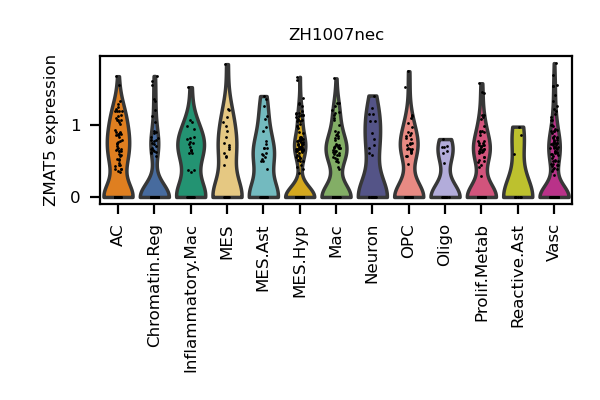 ZH1007nec
ZMAT5 expression
1
0
AC
Chromatin.Reg
Inflammatory.Mac
MES
MES.Ast
MES.Hyp
Mac
Neuron
OPC
Oligo
Prolif.Metab
Reactive.Ast
Vasc